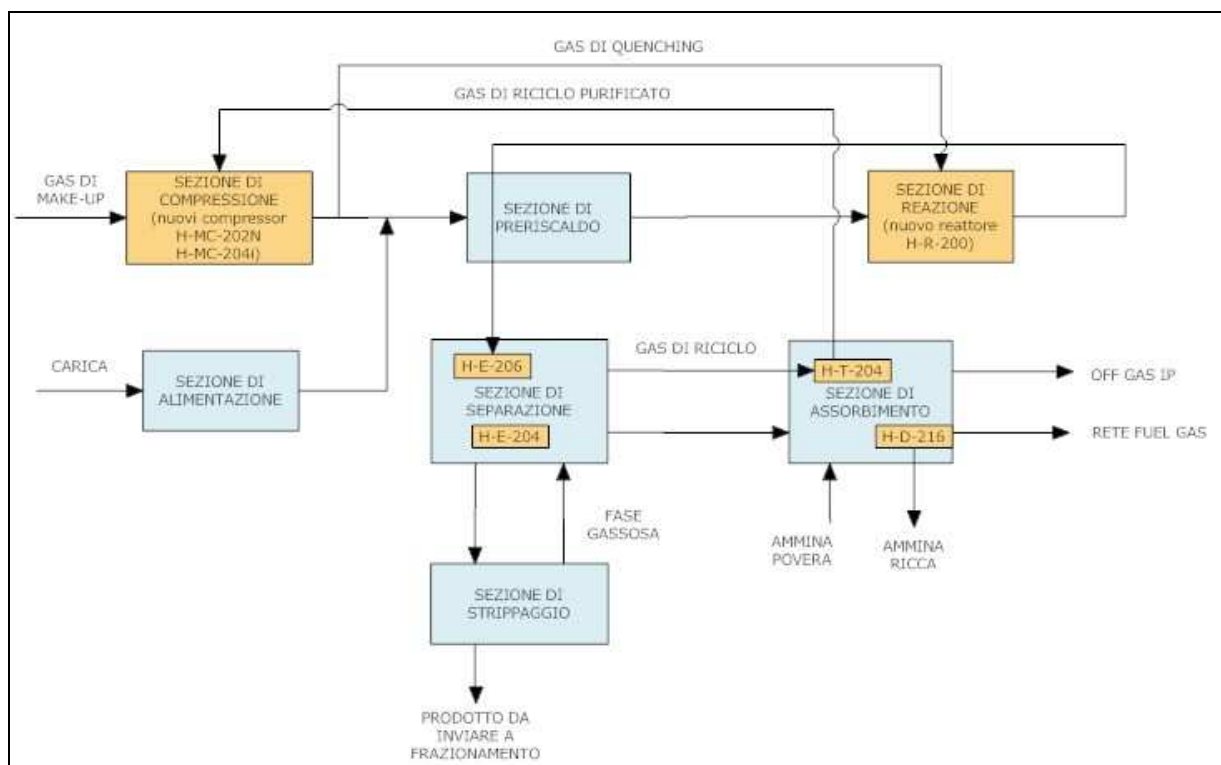 GAS DI QUENCHING
GAS DI RICICLO PURIFICATO
GAS DI
MAKE-UP
SEZIONE DI
COMPRESSIONE
(nuovi compressor
H-MC-202N
H-MC-204i)
SEZIONE DI
PRERISCALDO
SEZIONE DI
REAZIONE
(nuovo reattore
H-R-200)
CARICA
SEZIONE DI
ALIMENTAZIONE
H-E-206
SEZIONE DI
SEPARAZIONE
H-E-204
GAS DI RICICLO
H-T-204
SEZIONE DI
ASSORBIMENTO
H-D-216
OFF GAS IP
RETE FUEL GAS
FASE
GASSOSA
AMMINA
POVERA
AMMINA
RICCA
SEZIONE DI
STRIPPAGGIO
PRODOTTO DA
INVIARE A
FRAZIONAMENTO